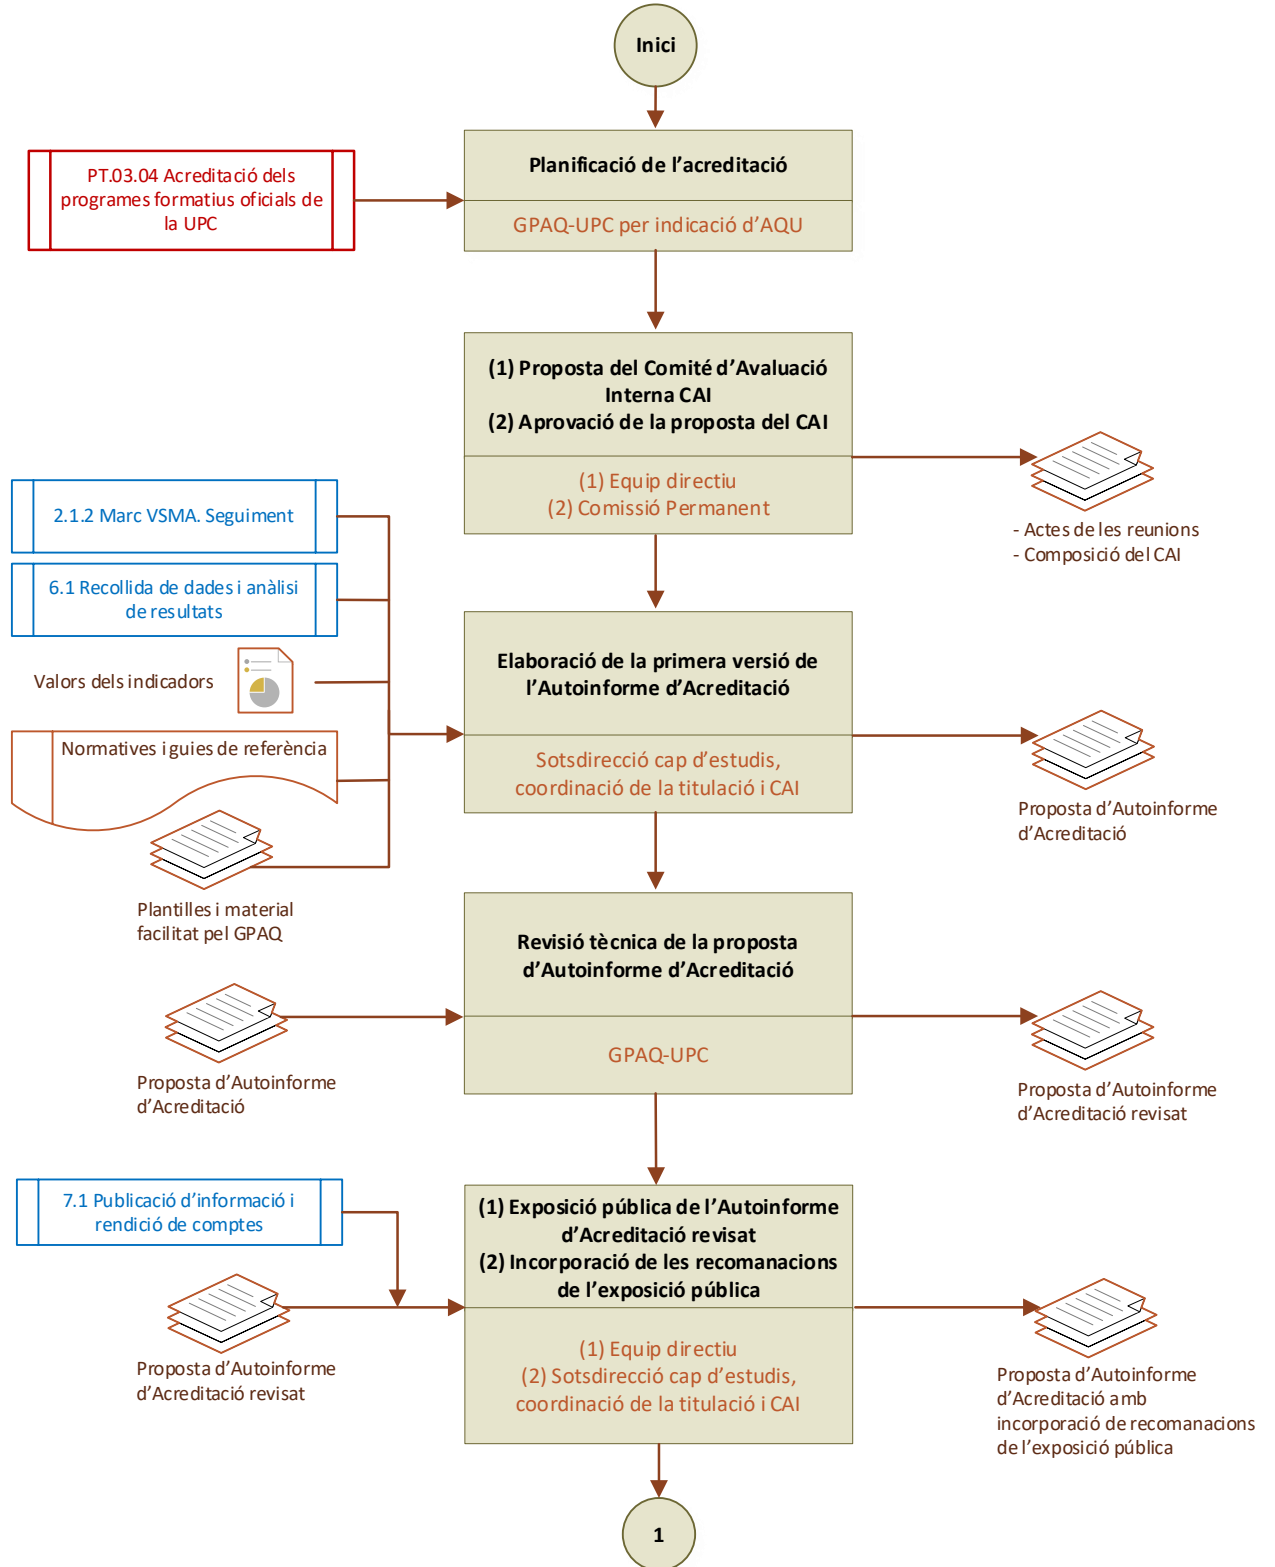 Inici
Planificació de l'acreditació
GPAQ-UPC per indicació d'AQU
PT.03.04 Acreditació dels
programes formatius oficials de
la UPC
(1) Proposta del Comité d'Avaluació
Interna CAI
(2) Aprovació de la proposta del CAI
(1) Equip directiu
(2) Comissió Permanent
- Actes de les reunions
- Composició del CAI
2.1.2 Marc VSMA. Seguiment
6.1 Recollida de dades i anàlisi
de resultats
Valors dels indicadors
Normatives i guies de referència
Plantilles i material
facilitat pel GPAQ
Elaboració de la primera versió de
l'Autoinforme d'Acreditació
Sotsdirecció cap d'estudis,
coordinació de la titulació i CAI
Proposta d'Autoinforme
d'Acreditació
Revisió tècnica de la proposta
d'Autoinforme d'Acreditació
GPAQ-UPC
Proposta d'Autoinforme
d'Acreditació
Proposta d'Autoinforme
d'Acreditació revisat
7.1 Publicació d'informació i
rendició de comptes
Proposta d'Autoinforme
d'Acreditació revisat
(1) Exposició pública de l'Autoinforme
d'Acreditació revisat
(2) Incorporació de les recomanacions
de l'exposició pública
(1) Equip directiu
(2) Sotsdirecció cap d'estudis,
coordinació de la titulació i CAI
Proposta d'Autoinforme
d'Acreditació amb
incorporació de recomanacions
de l'exposició pública
1